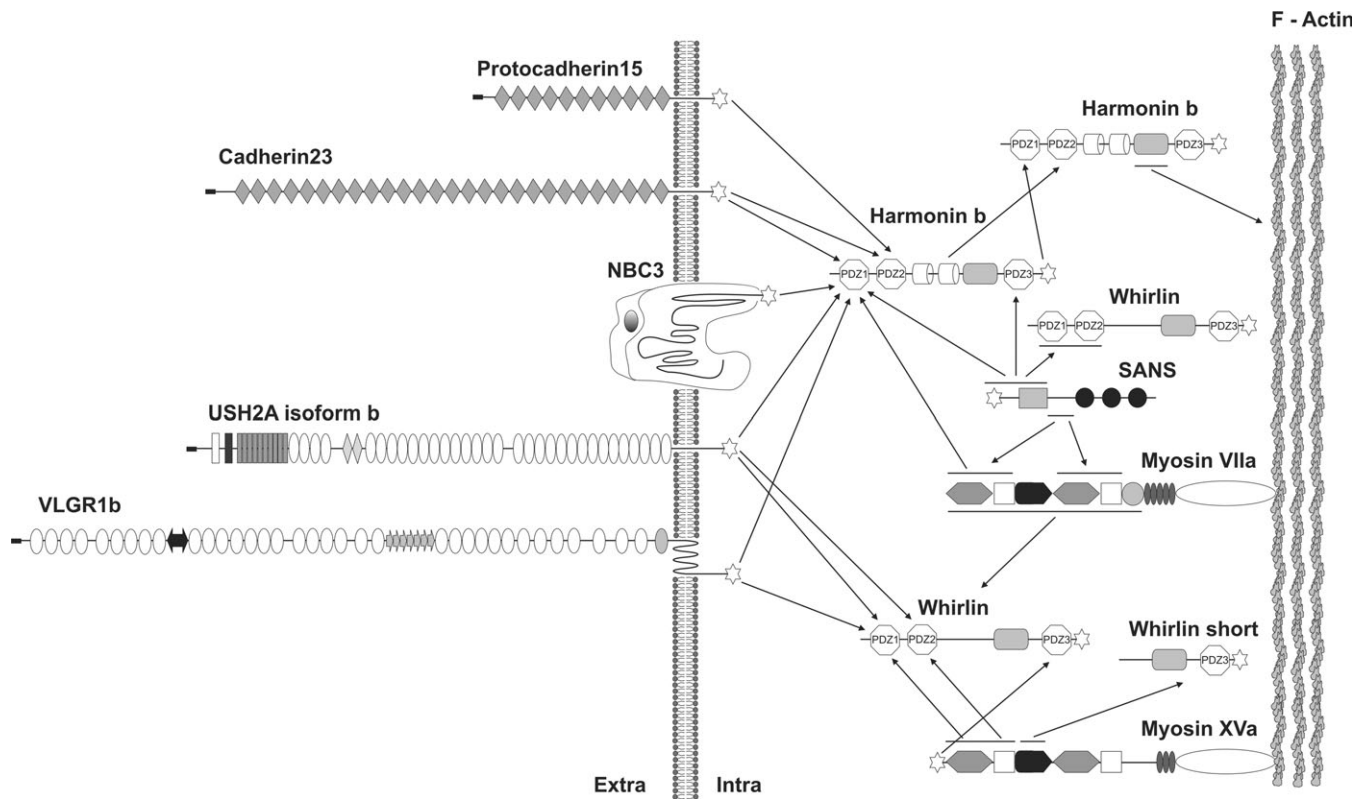 F - Actin
Protocadherin15
Harmonin b
PDZ1 PDZ2 PDZ3
Cadherin23
Harmonin b
PDZ1 PDZ2 PDZ3
NBC3
Whirlin
PDZ1 PDZ2 PDZ3
SANS
USH2A isoform b
Myosin VIIa
VLGR1b
Whirlin
PDZ1 PDZ2 PDZ3
Whirlin short
PDZ3
Myosin XVa
Extra Intra